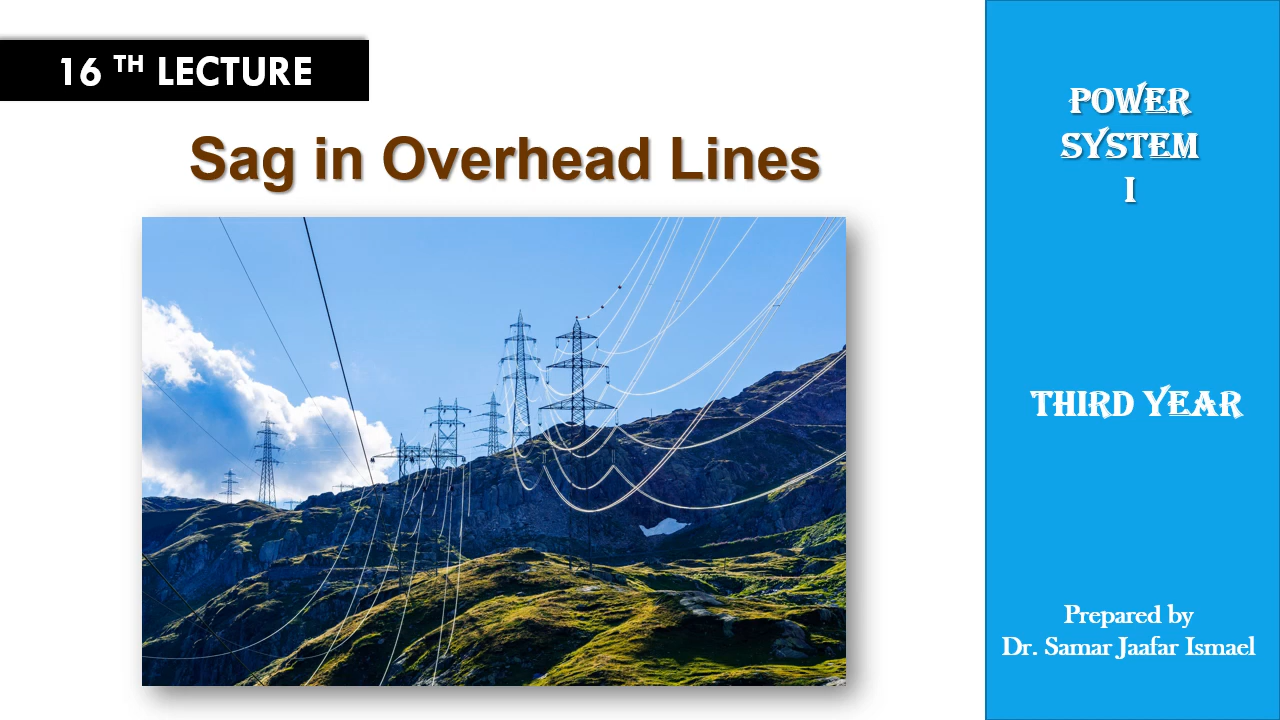 16 TH LECTURE
Sag in Overhead Lines
POWER
SYSTEM
I
THIRD YEAR
Prepared by
Dr. Samar Jaafar Ismael